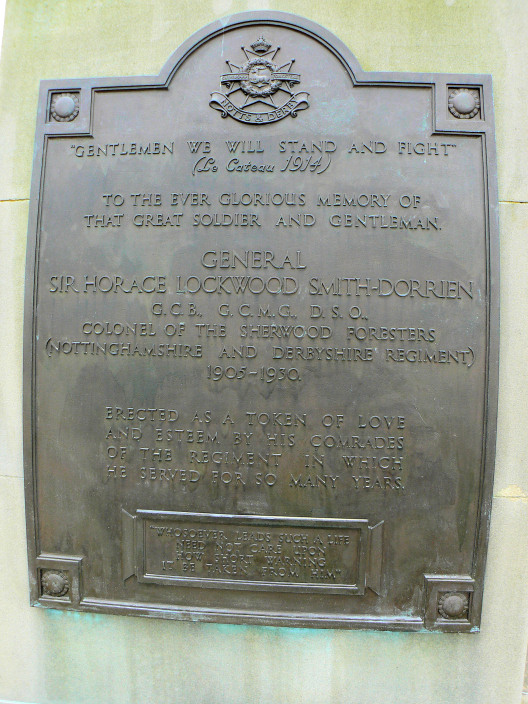 NOTTS & DERBY
"GENTLEMEN WE WILL STAND AND FIGHT"
(Le Cateau 1914)
TO THE EVER GLORIOUS MEMORY OF
THAT GREAT SOLDIER AND GENTLEMAN.
GENERAL
SIR HORACE LOCKWOOD SMITH-DORRIEN
G.C.B., G.C.M.G., D.S.O.,
COLONEL OF THE SHERWOOD FORESTERS
(NOTTINGHAMSHIRE AND DERBYSHIRE REGIMENT)
1905-1930.
ERECTED AS A TOKEN OF LOVE
AND ESTEEM BY HIS COMRADES
OF THE REGIMENT IN WHICH
HE SERVED FOR SO MANY YEARS.
"WHOSOEVER LEADS SUCH A LIFE
NEED NOT CARE UPON
HOW SHORT WARNING
IT BE TAKEN FROM HIM"